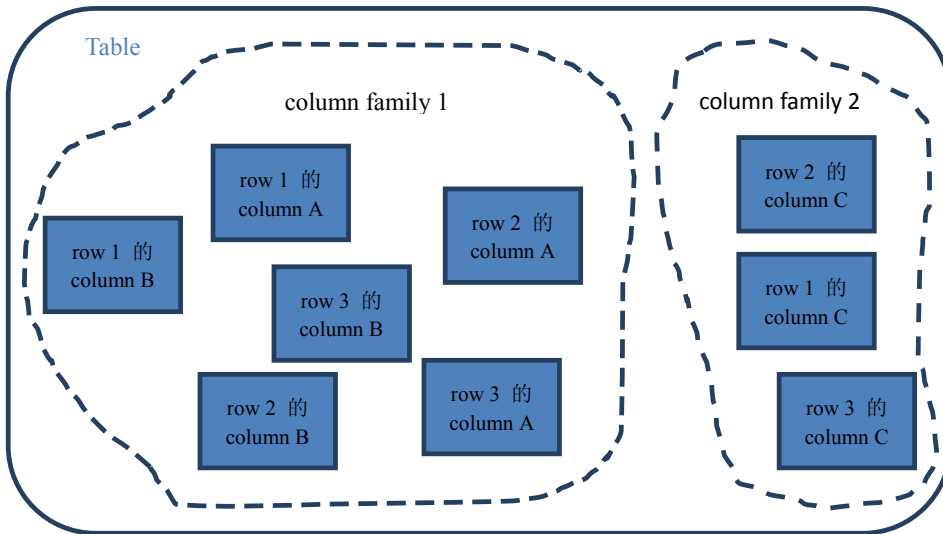 Table
column family 1
column family 2
row 1 的
column A
row 2 的
column A
row 1 的
column B
row 3 的
column B
row 2 的
column B
row 3 的
column A
row 2 的
column C
row 1 的
column C
row 3 的
column C